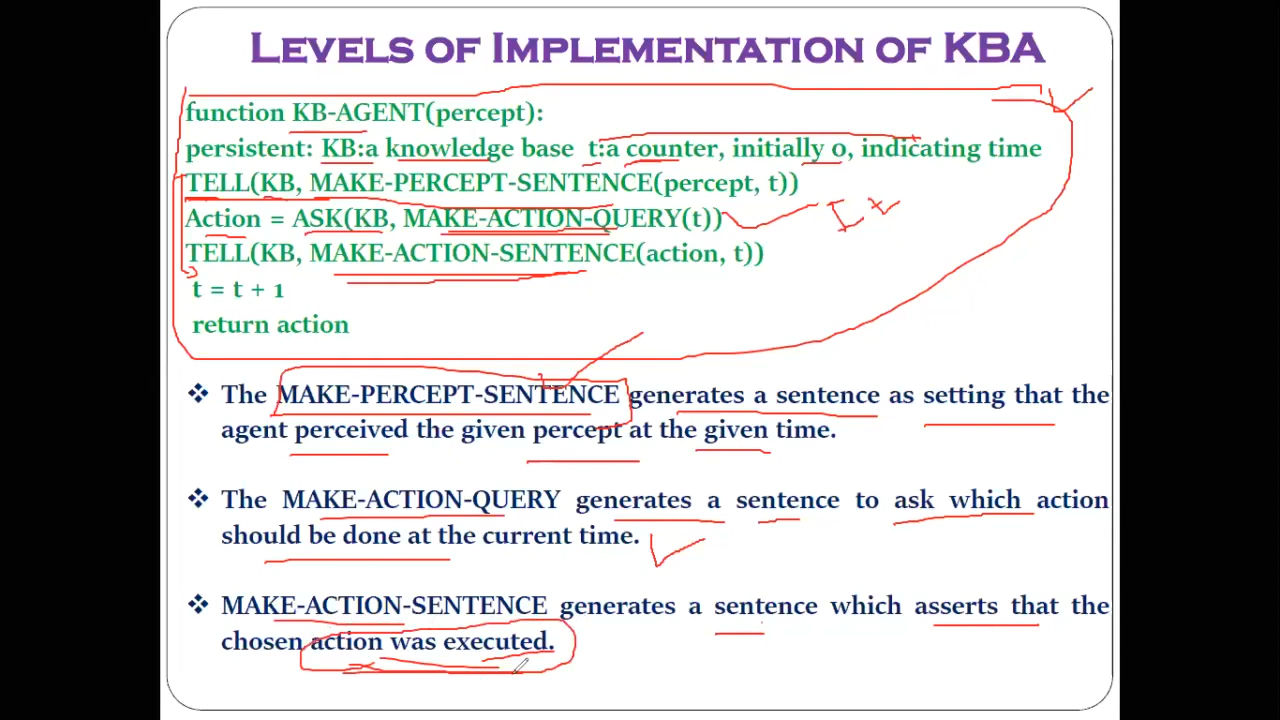 LEVELS OF IMPLEMENTATION OF KBA
function KB-AGENT(percept):
persistent: KB:a knowledge base t:a counter, initially 0, indicating time
TELL(KB, MAKE-PERCEPT-SENTENCE(percept, t))
Action = ASK(KB, MAKE-ACTION-QUERY(t))
TELL(KB, MAKE-ACTION-SENTENCE(action, t))
t = t + 1
return action
❖ The MAKE-PERCEPT-SENTENCE generates a sentence as setting that the
agent perceived the given percept at the given time.
❖ The MAKE-ACTION-QUERY generates a sentence to ask which action
should be done at the current time.
❖ MAKE-ACTION-SENTENCE generates a sentence which asserts that the
chosen action was executed.